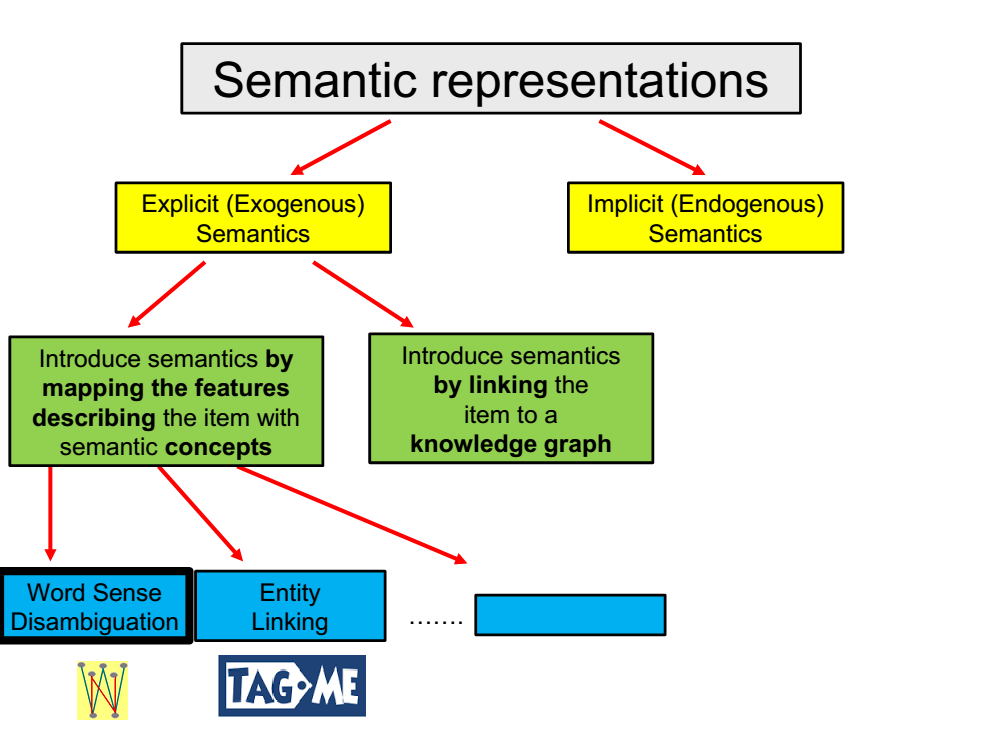 Semantic representations
Explicit (Exogenous)
Semantics
Implicit (Endogenous)
Semantics
Introduce semantics by
mapping the features
describing the item with
semantic concepts
Introduce semantics
by linking the
item to a
knowledge graph
Word Sense
Disambiguation
Entity
Linking
…….
W
TAG ME